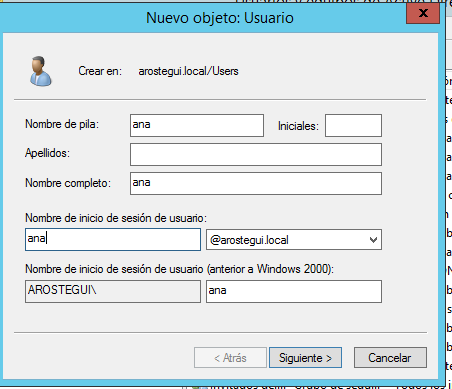 Nuevo objeto: Usuario
x
Crear en: arostegui.local/Users
Nombre de pila: ana Iniciales:
Apellidos:
Nombre completo: ana
Nombre de inicio de sesión de usuario:
ana @arostegui.local
Nombre de inicio de sesión de usuario (anterior a Windows 2000):
AROSTEGUI\ ana
< Atrás Siguiente > Cancelar